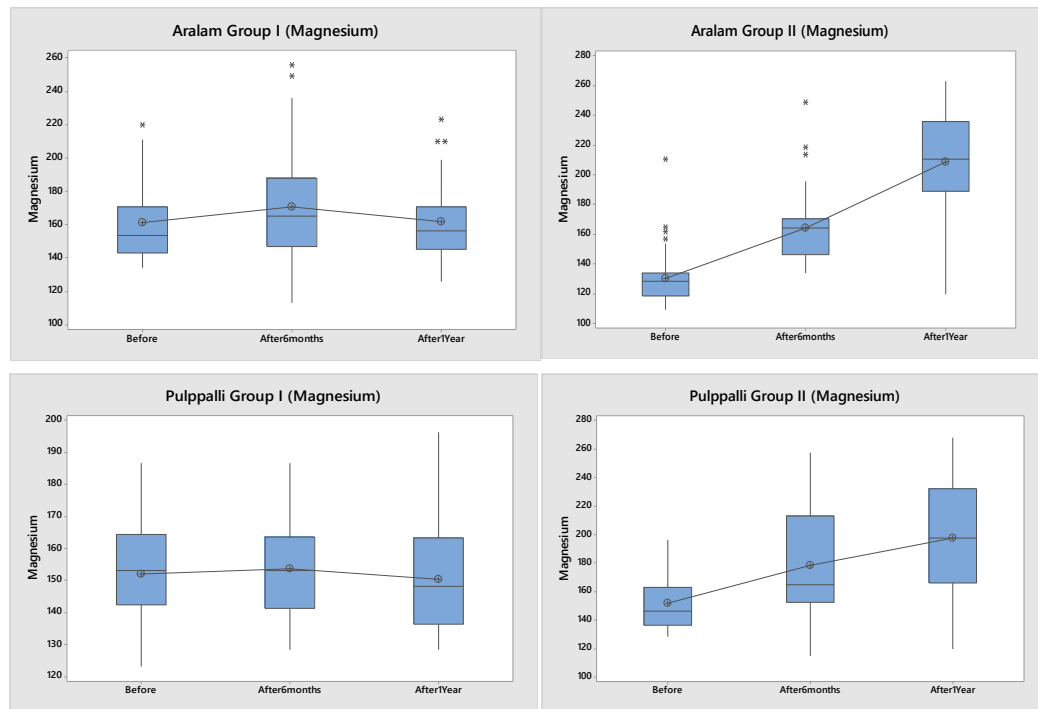 Aralam Group I (Magnesium)
260
240
220
200
180
160
140
120
100
Magnesium
Before
After6months
After1Year
Aralam Group II (Magnesium)
280
260
240
220
200
180
160
140
120
100
Magnesium
Before
After6months
After1Year
Pulppalli Group I (Magnesium)
200
190
180
170
160
150
140
130
120
Magnesium
Before
After6months
After1Year
Pulppalli Group II (Magnesium)
280
260
240
220
200
180
160
140
120
100
Magnesium
Before
After6months
After1Year